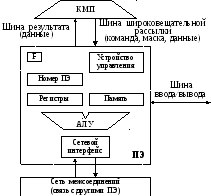 КМП
Шина результата
(данные)
Шина широковещательной
рассылки
(команда, маска, данные)
F
Устройство
управления
Номер ПЭ
Регистры
Память
Шина
ввода вывода
АЛУ
Сетевой
интерфейс
ПЭ
Сеть межсоединений
(связь с другими ПЭ)